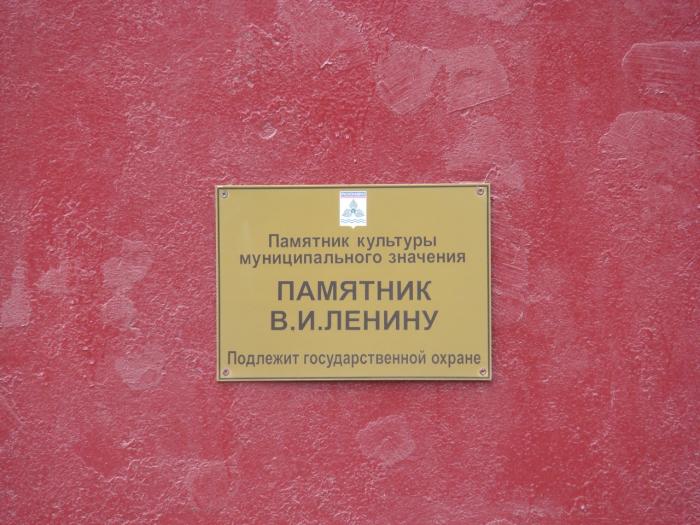 Памятник культуры
муниципального значения
ПАМЯТНИК
В.И.ЛЕНИНУ
Подлежит государственной охране